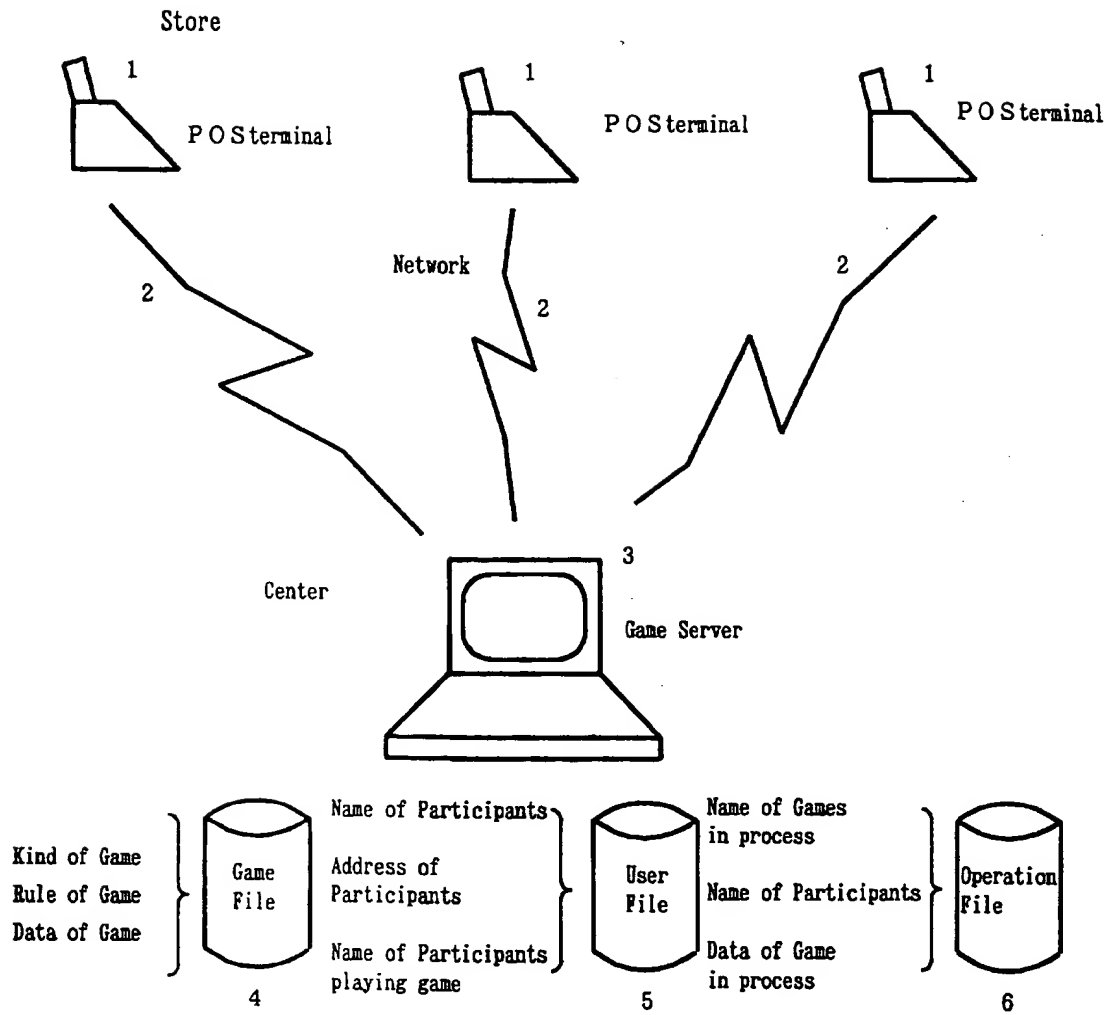 Store
1
1
1
POSterminal
POSterminal
POSterminal
Network
2
2
2
3
Center
Game Server
Kind of Game
Rule of Game
Data of Game
Game
File
4
Name of Participants
Address of
Participants
Name of Participants
playing game
User
File
5
Name of Games
in process
Name of Participants
Data of Game
in process
Operation
File
6